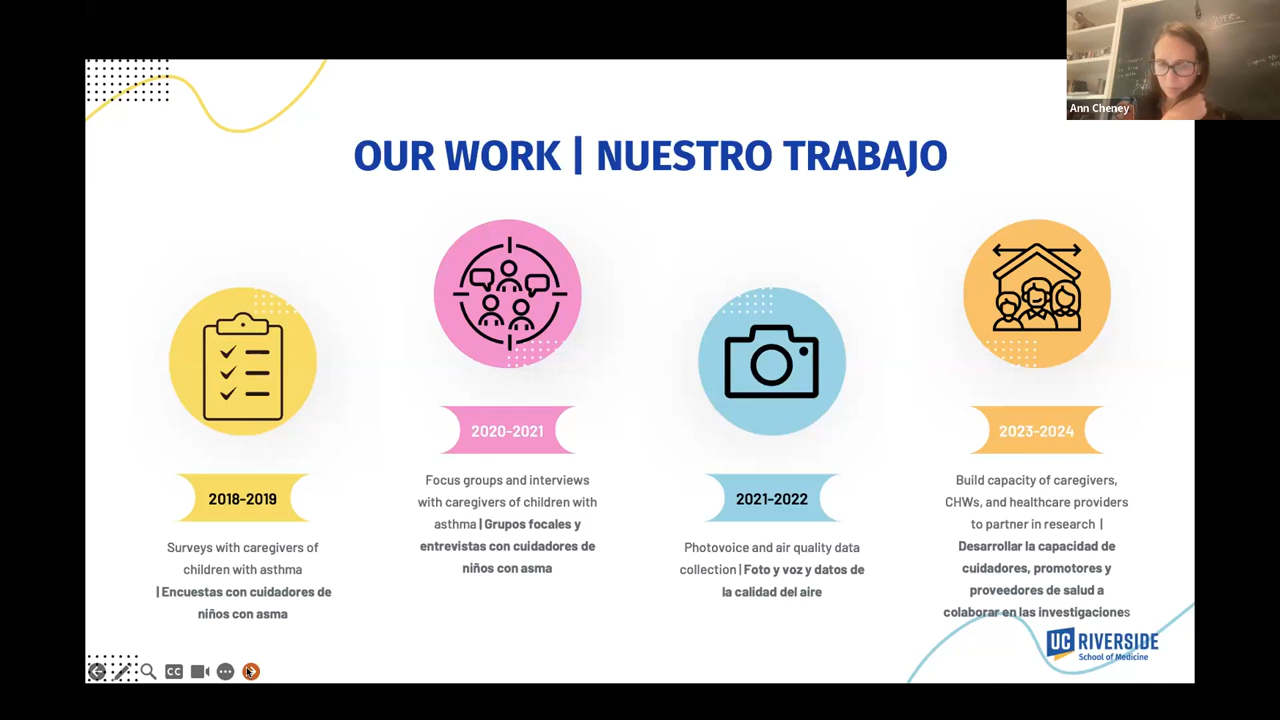 Ann Cheney
OUR WORK | NUESTRO TRABAJO
2018-2019
Surveys with caregivers of
children with asthma
| Encuestas con cuidadores de
niños con asma
2020-2021
Focus groups and interviews
with caregivers of children with
asthma | Grupos focales y
entrevistas con cuidadores de
niños con asma
2021-2022
Photovoice and air quality data
collection | Foto y voz y datos de
la calidad del aire
2023-2024
Build capacity of caregivers,
CHWs, and healthcare providers
to partner in research |
Desarrollar la capacidad de
cuidadores, promotores y
proveedores de salud a
colaborar en las investigaciones
UC RIVERSIDE
School of Medicine
CC